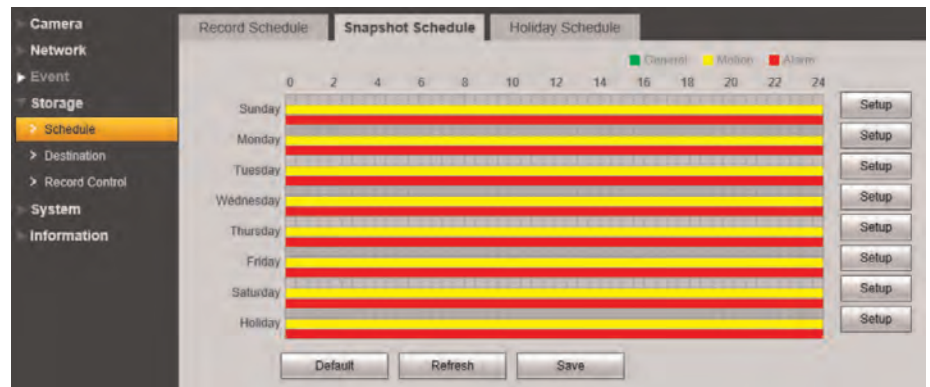 Camera
Network
Event
Storage
Schedule
Destination
Record Control
System
Information
Record Schedule Snapshot Schedule Holiday Schedule
General Motion Alarm
0 2 4 6 8 10 12 14 16 18 20 22 24
Sunday Setup
Monday Setup
Tuesday Setup
Wednesday Setup
Thursday Setup
Friday Setup
Saturday Setup
Holiday Setup
Default Refresh Save